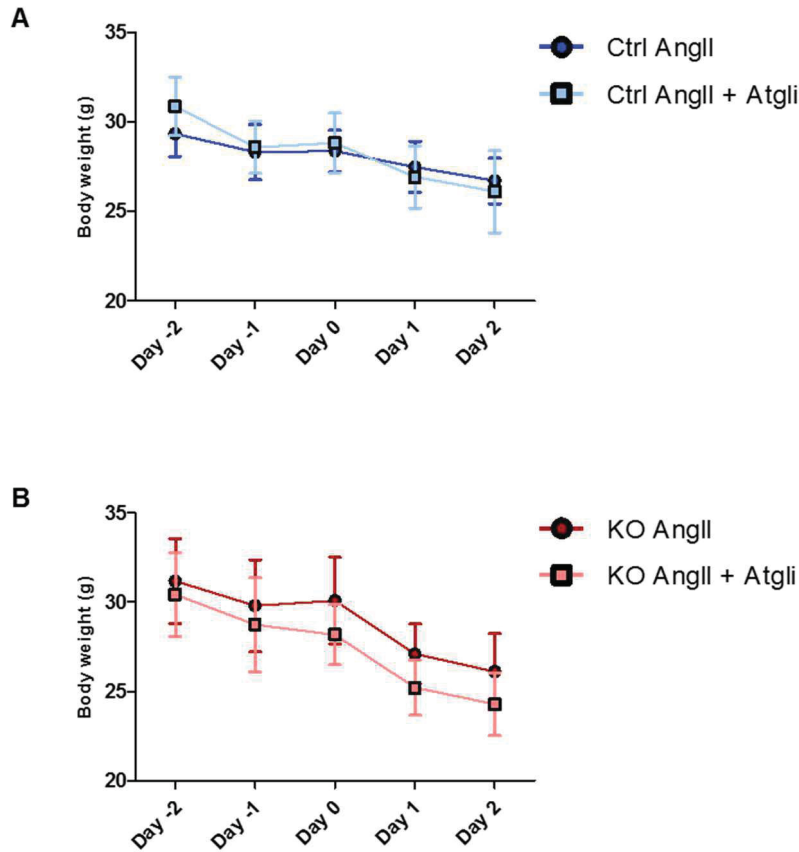 A
35
30
25
20
Body weight (g)
Day -2
Day -1
Day 0
Day 1
Day 2
Ctrl AngII
Ctrl AngII + Atgli
B
35
30
25
20
Body weight (g)
Day -2
Day -1
Day 0
Day 1
Day 2
KO AngII
KO AngII + Atgli